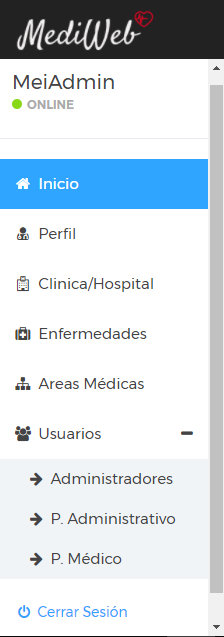 MediWeb
MeiAdmin
ONLINE
Inicio
Perfil
Clinica/Hospital
Enfermedades
Areas Médicas
Usuarios
Administradores
P. Administrativo
P. Médico
Cerrar Sesión